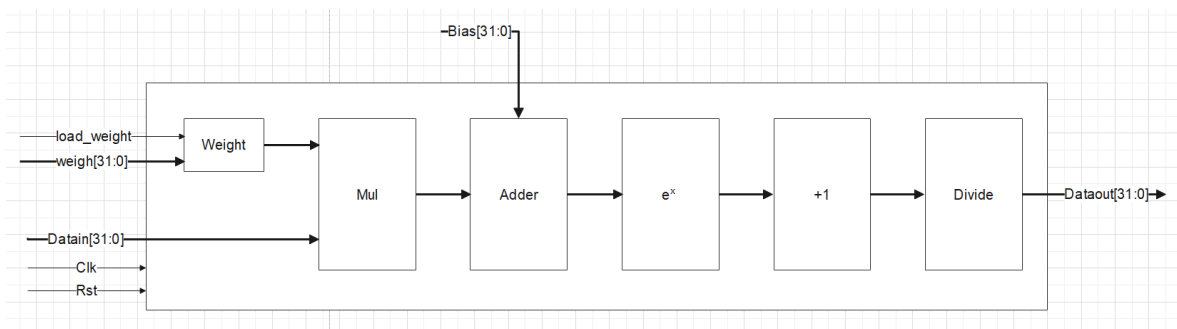 Bias[31:0]
load_weight
weigh[31:0]
Weight
Mul
Adder
eˣ
+1
Divide
Dataout[31:0]
Datain[31:0]
Clk
Rst